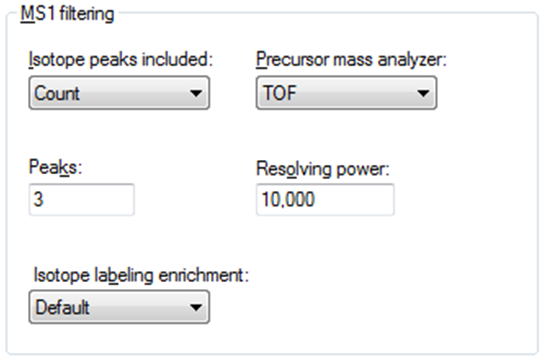 MS1 filtering
Isotope peaks included: Precursor mass analyzer:
Count TOF
Peaks: Resolving power:
3 10,000
Isotope labeling enrichment:
Default